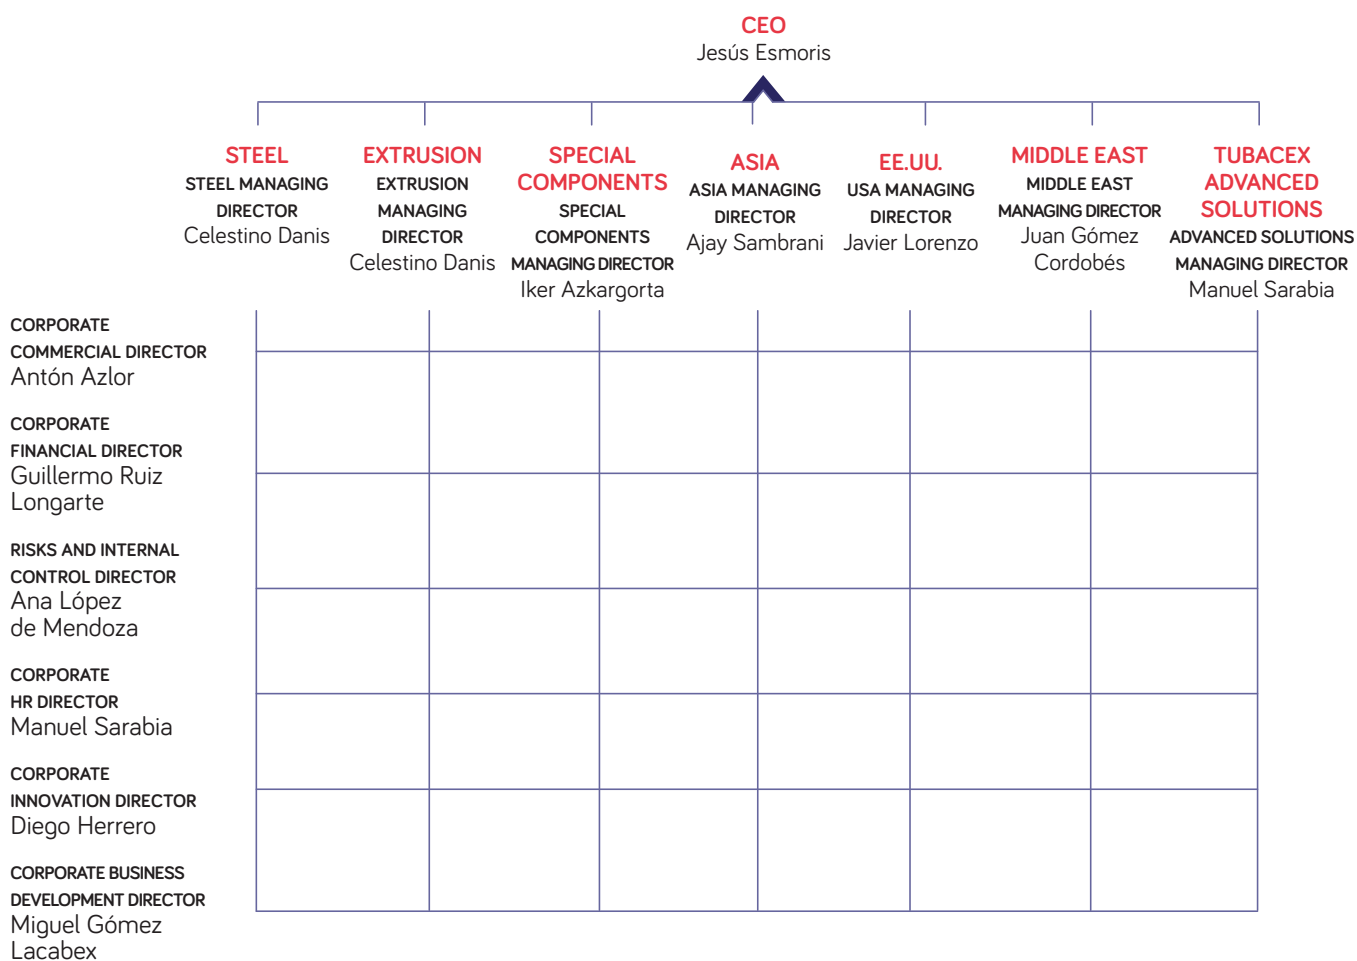 CEO
Jesús Esmoris
STEEL
STEEL MANAGING
DIRECTOR
Celestino Danis
EXTRUSION
EXTRUSION
MANAGING
DIRECTOR
Celestino Danis
SPECIAL
COMPONENTS
SPECIAL
COMPONENTS
MANAGING DIRECTOR
Iker Azkargorta
ASIA
ASIA MANAGING
DIRECTOR
Ajay Sambrani
EE.UU.
USA MANAGING
DIRECTOR
Javier Lorenzo
MIDDLE EAST
MIDDLE EAST
MANAGING DIRECTOR
Juan Gómez
Cordobés
TUBACEX
ADVANCED
SOLUTIONS
ADVANCED SOLUTIONS
MANAGING DIRECTOR
Manuel Sarabia
CORPORATE
COMMERCIAL DIRECTOR
Antón Azlor
CORPORATE
FINANCIAL DIRECTOR
Guillermo Ruiz
Longarte
RISKS AND INTERNAL
CONTROL DIRECTOR
Ana López
de Mendoza
CORPORATE
HR DIRECTOR
Manuel Sarabia
CORPORATE
INNOVATION DIRECTOR
Diego Herrero
CORPORATE BUSINESS
DEVELOPMENT DIRECTOR
Miguel Gómez
Lacabex